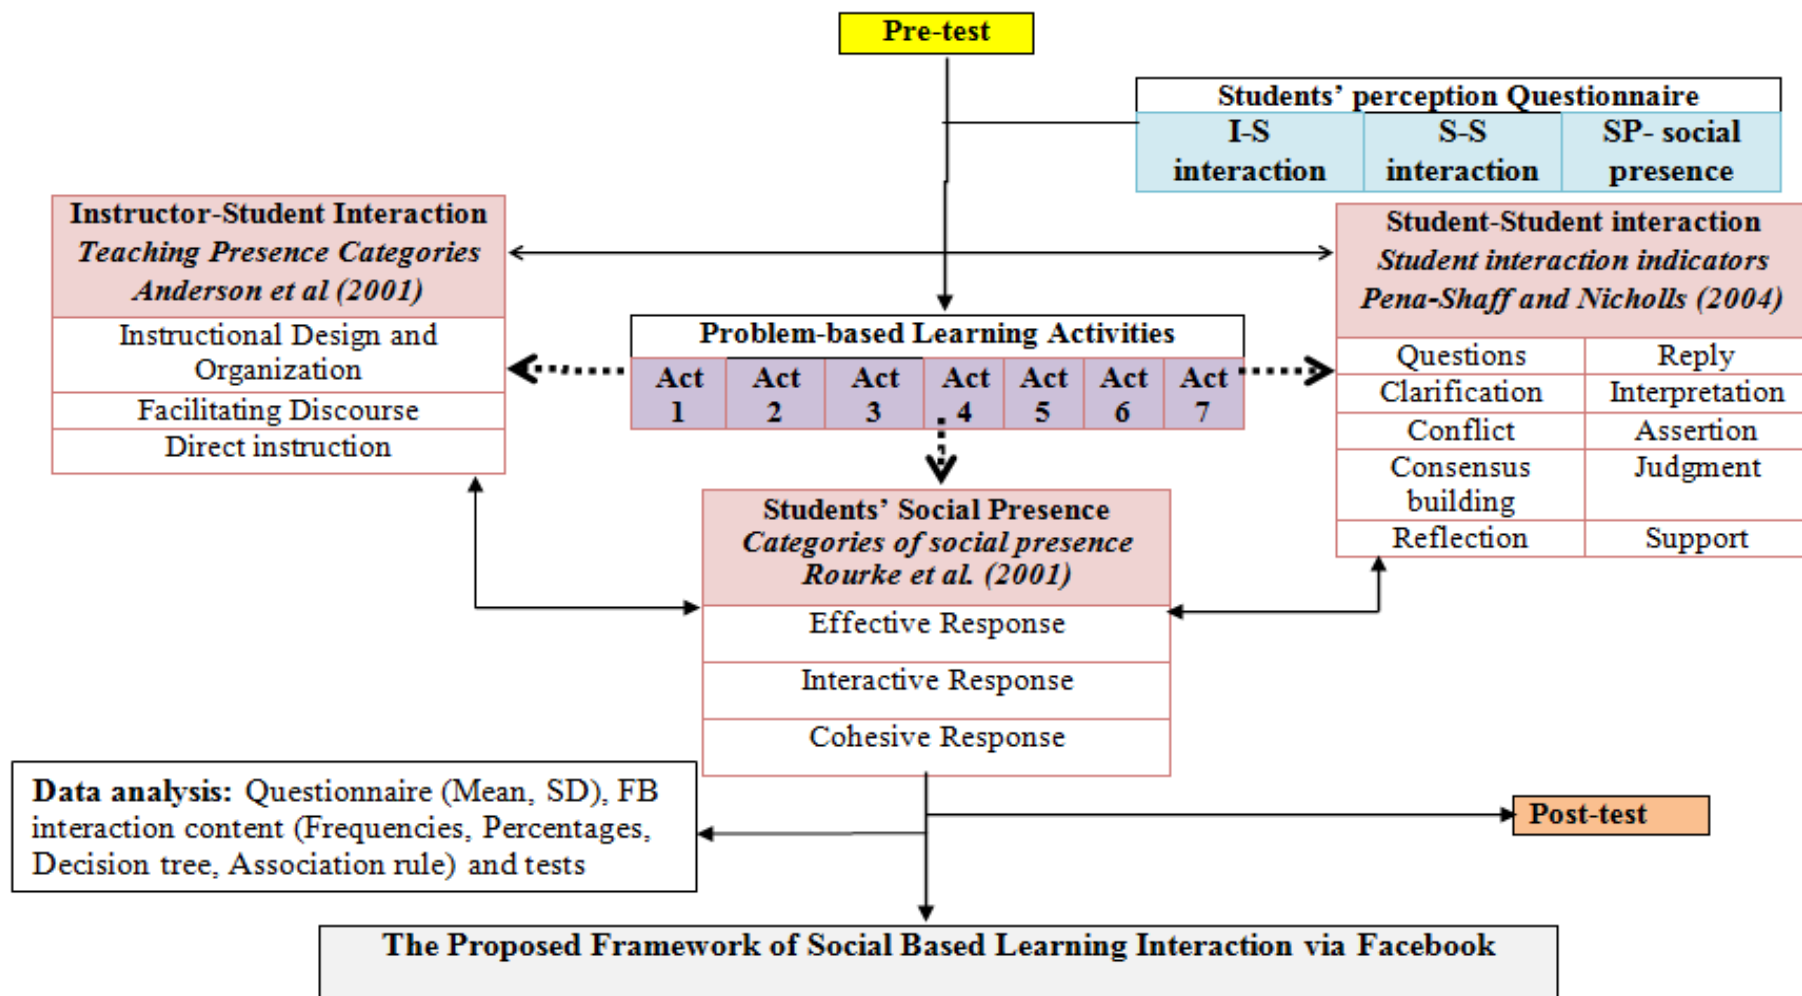 Pre-test
Students’ perception Questionnaire
I-S interaction
S-S interaction
SP- social presence
Instructor-Student Interaction
Teaching Presence Categories
Anderson et al (2001)
Instructional Design and
Organization
Facilitating Discourse
Direct instruction
Student-Student interaction
Student interaction indicators
Pena-Shaff and Nicholls (2004)
Questions Reply
Clarification Interpretation
Conflict Assertion
Consensus building Judgment
Reflection Support
Problem-based Learning Activities
Act 1
Act 2
Act 3
Act 4
Act 5
Act 6
Act 7
Students’ Social Presence
Categories of social presence
Rourke et al. (2001)
Effective Response
Interactive Response
Cohesive Response
Data analysis: Questionnaire (Mean, SD), FB
interaction content (Frequencies, Percentages,
Decision tree, Association rule) and tests
Post-test
The Proposed Framework of Social Based Learning Interaction via Facebook